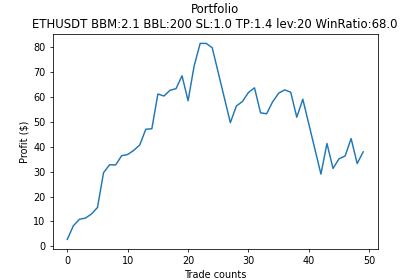 Portfolio
ETHUSDT BBM:2.1 BBL:200 SL:1.0 TP:1.4 lev:20 WinRatio:68.0
80
70
60
50
40
30
20
10
0
Profit ($)
0 10 20 30 40 50
Trade counts